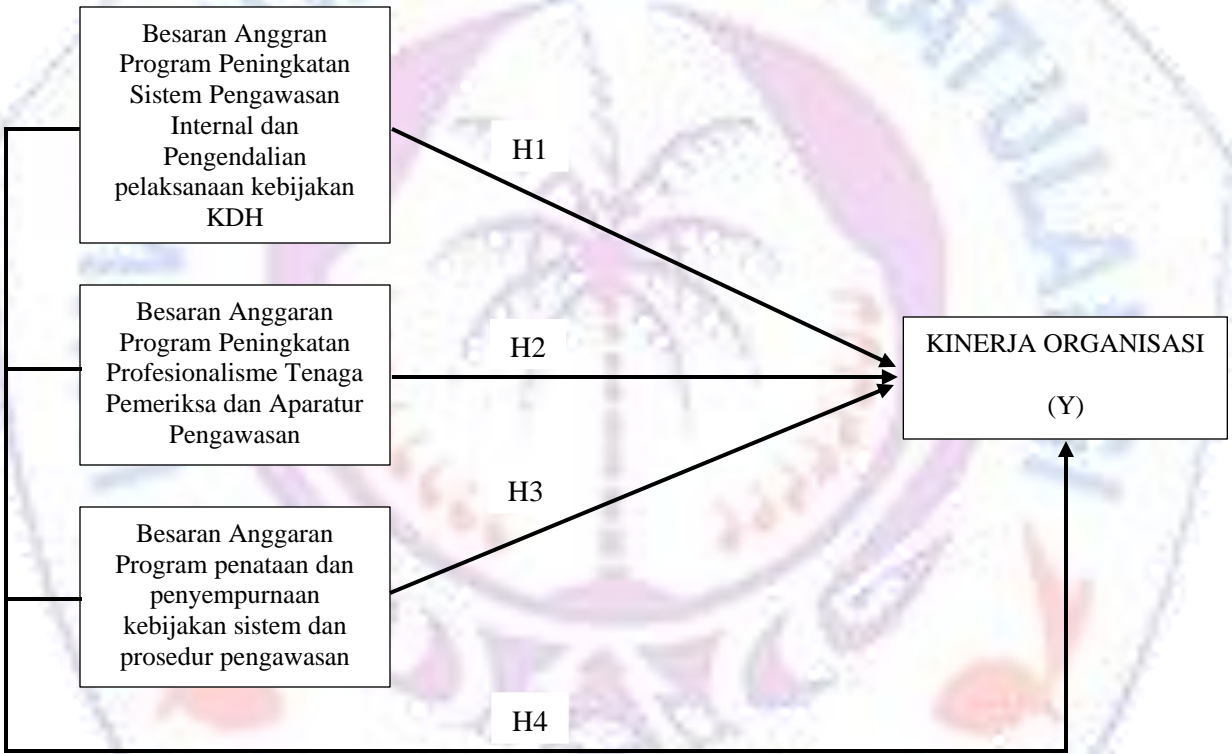 Besaran Anggran
Program Peningkatan
Sistem Pengawasan
Internal dan
Pengendalian
pelaksanaan kebijakan
KDH
H1
Besaran Anggaran
Program Peningkatan
Profesionalisme Tenaga
Pemeriksa dan Aparatur
Pengawasan
H2
KINERJA ORGANISASI
(Y)
H3
Besaran Anggaran
Program penataan dan
penyempurnaan
kebijakan sistem dan
prosedur pengawasan
H4